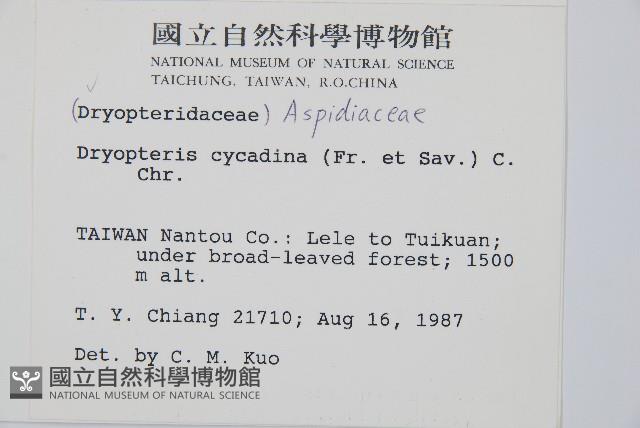 國立自然科學博物館
NATIONAL MUSEUM OF NATURAL SCIENCE
TAICHUNG, TAIWAN, R.O.CHINA
(Dryopteridaceae) Aspidiaceae
Dryopteris cycadina (Fr. et Sav.) C.
Chr.
TAIWAN Nantou Co.: Lele to Tuikuan;
under broad-leaved forest; 1500
m alt.
T. Y. Chiang 21710; Aug 16, 1987
Det. by C. M. Kuo
國立自然科學博物館
NATIONAL MUSEUM OF NATURAL SCIENCE